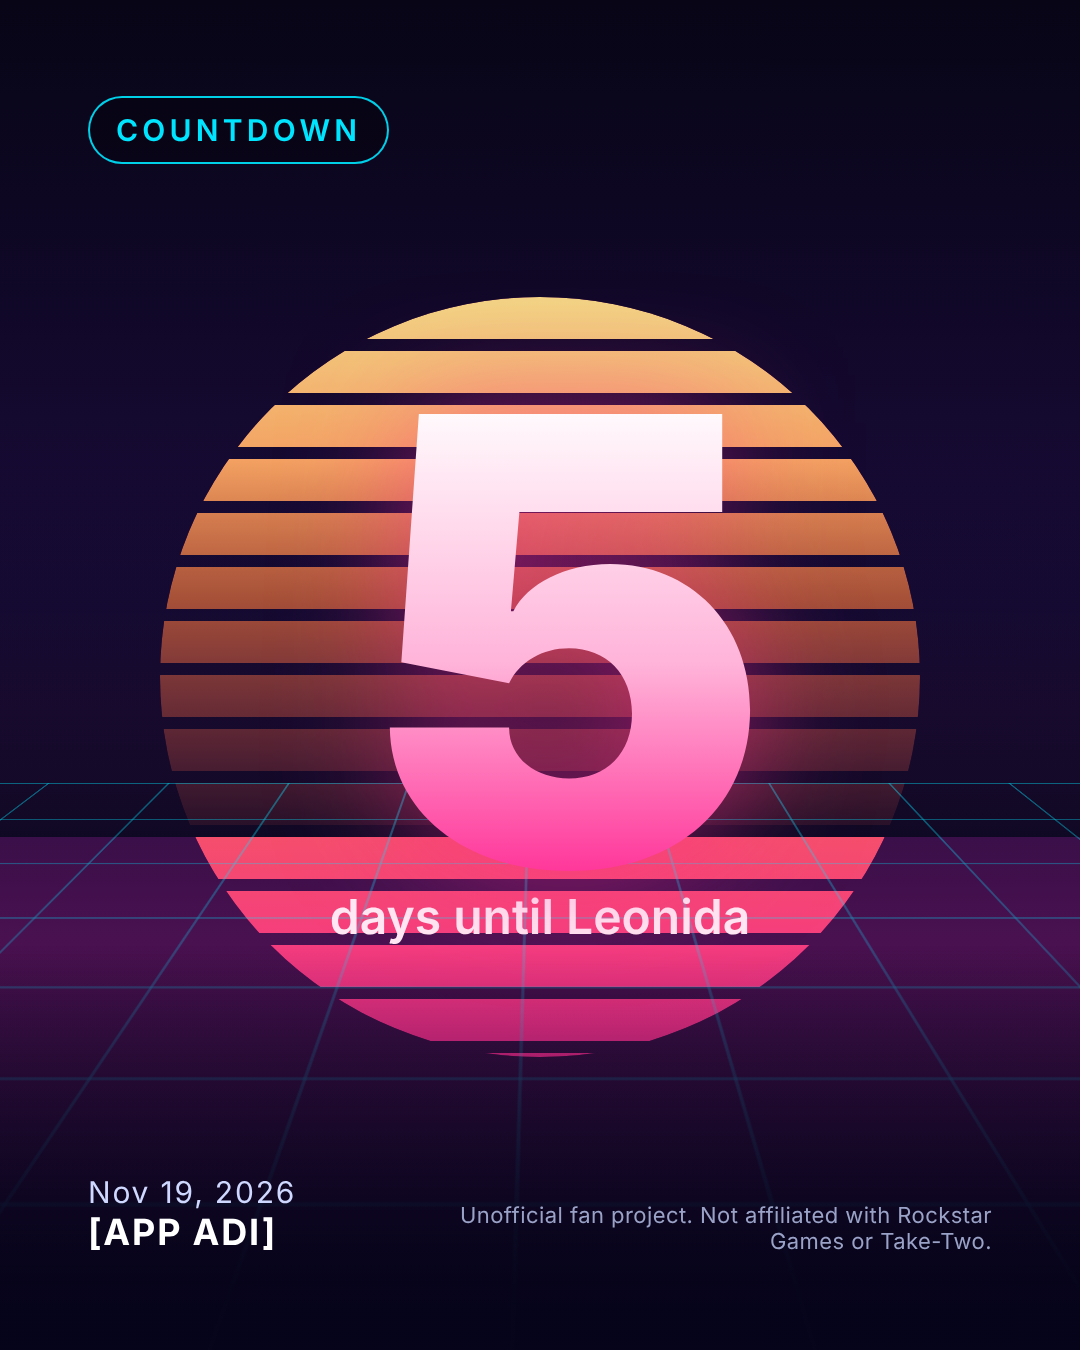 COUNTDOWN
5
days until Leonida
Nov 19, 2026
[APP ADI]
Unofficial fan project. Not affiliated with Rockstar
Games or Take-Two.